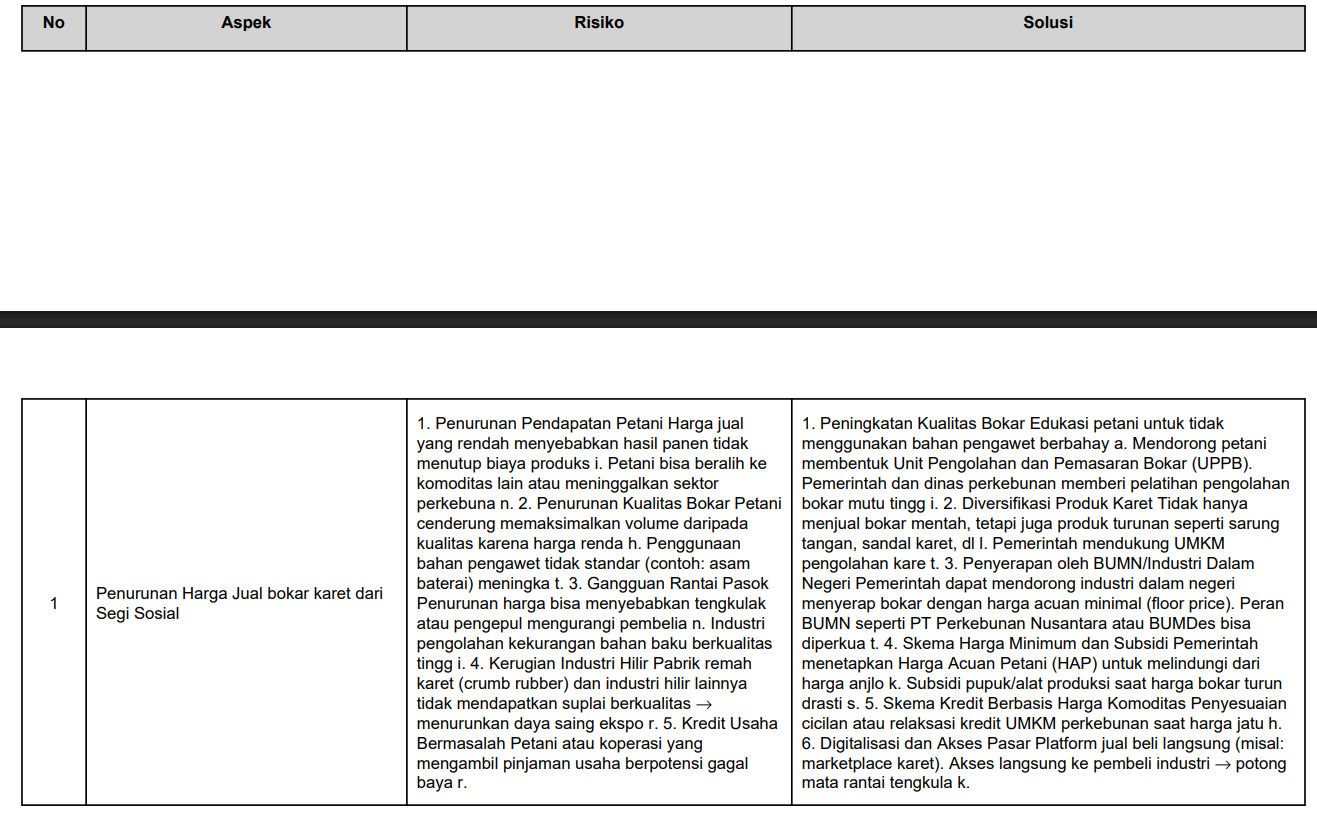 No Aspek Risiko Solusi
1
Penurunan Harga Jual bokar karet dari
Segi Sosial
1. Penurunan Pendapatan Petani Harga jual
yang rendah menyebabkan hasil panen tidak
menutup biaya produks i. Petani bisa beralih ke
komoditas lain atau meninggalkan sektor
perkebuna n. 2. Penurunan Kualitas Bokar Petani
cenderung memaksimalkan volume daripada
kualitas karena harga renda h. Penggunaan
bahan pengawet tidak standar (contoh: asam
baterai) meningka t. 3. Gangguan Rantai Pasok
Penurunan harga bisa menyebabkan tengkulak
atau pengepul mengurangi pembelia n. Industri
pengolahan kekurangan bahan baku berkualitas
tingg i. 4. Kerugian Industri Hilir Pabrik remah
karet (crumb rubber) dan industri hilir lainnya
tidak mendapatkan suplai berkualitas →
menurunkan daya saing ekspo r. 5. Kredit Usaha
Bermasalah Petani atau koperasi yang
mengambil pinjaman usaha berpotensi gagal
baya r.
1. Peningkatan Kualitas Bokar Edukasi petani untuk tidak
menggunakan bahan pengawet berbahay a. Mendorong petani
membentuk Unit Pengolahan dan Pemasaran Bokar (UPPB).
Pemerintah dan dinas perkebunan memberi pelatihan pengolahan
bokar mutu tingg i. 2. Diversifikasi Produk Karet Tidak hanya
menjual bokar mentah, tetapi juga produk turunan seperti sarung
tangan, sandal karet, dl l. Pemerintah mendukung UMKM
pengolahan kare t. 3. Penyerapan oleh BUMN/Industri Dalam
Negeri Pemerintah dapat mendorong industri dalam negeri
menyerap bokar dengan harga acuan minimal (floor price). Peran
BUMN seperti PT Perkebunan Nusantara atau BUMDes bisa
diperkua t. 4. Skema Harga Minimum dan Subsidi Pemerintah
menetapkan Harga Acuan Petani (HAP) untuk melindungi dari
harga anjlo k. Subsidi pupuk/alat produksi saat harga bokar turun
drasti s. 5. Skema Kredit Berbasis Harga Komoditas Penyesuaian
cicilan atau relaksasi kredit UMKM perkebunan saat harga jatu h.
6. Digitalisasi dan Akses Pasar Platform jual beli langsung (misal:
marketplace karet). Akses langsung ke pembeli industri → potong
mata rantai tengkula k.